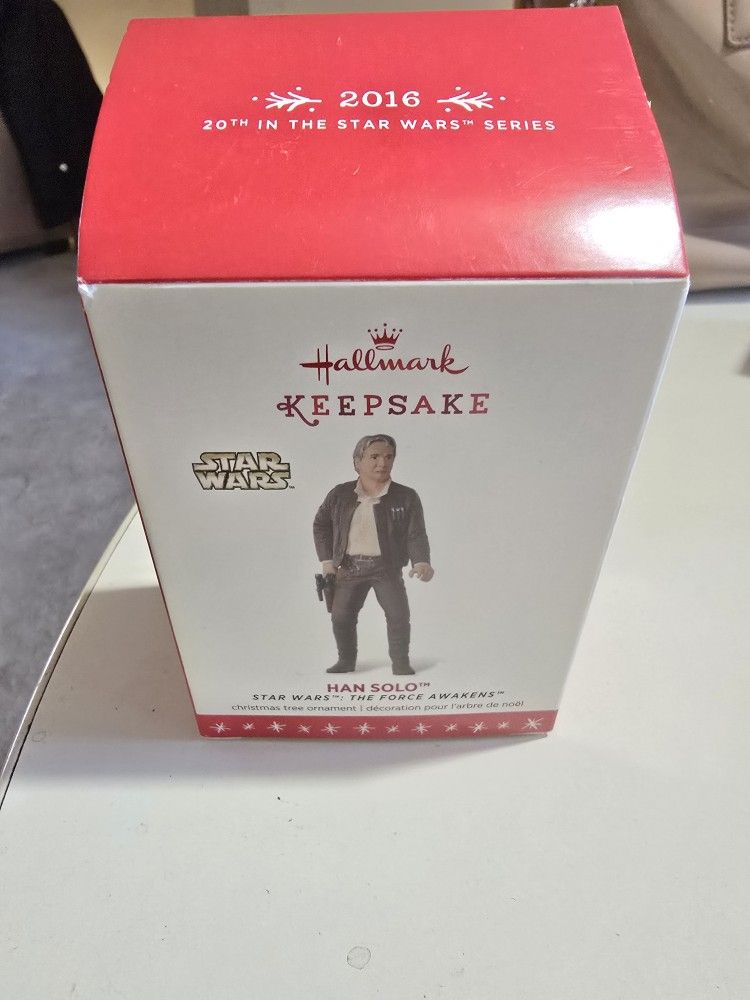 2016
20TH IN THE STAR WARS™ SERIES
Hallmark
KEEPSAKE
STAR
WARS™
HAN SOLO™
STAR WARS™: THE FORCE AWAKENS™
christmas tree ornament | décoration pour l'arbre de noël